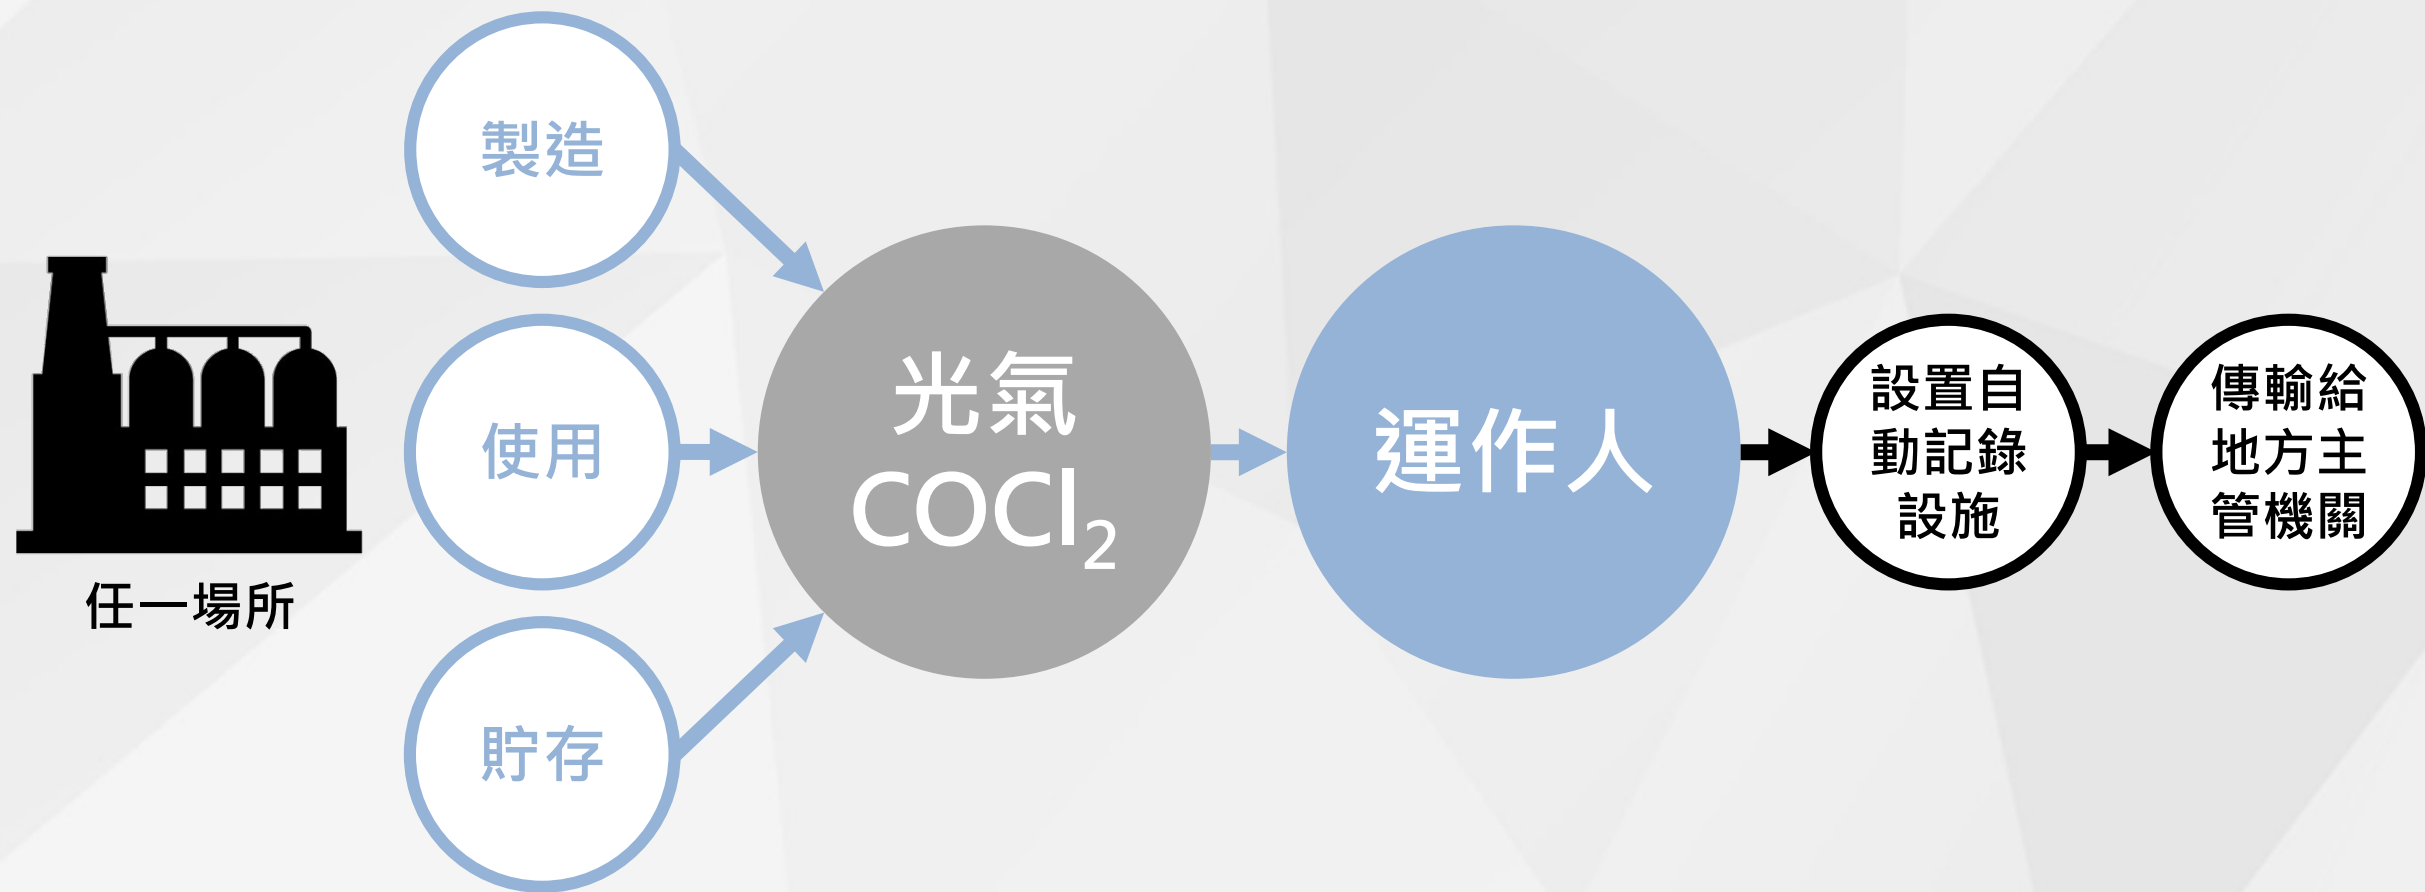 任一場所
製造
使用
貯存
光氣
COCl₂
運作人
設置自
動記錄
設施
傳輸給
地方主
管機關